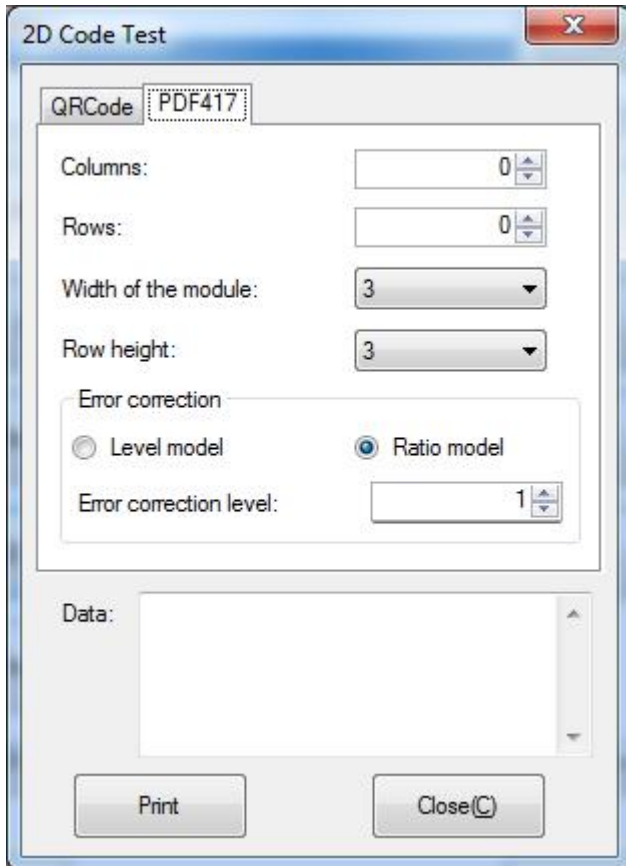 2D Code Test
QRCode PDF417
Columns: 0
Rows: 0
Width of the module: 3
Row height: 3
Error correction
Level model Ratio model
Error correction level: 1
Data:
Print Close(C)